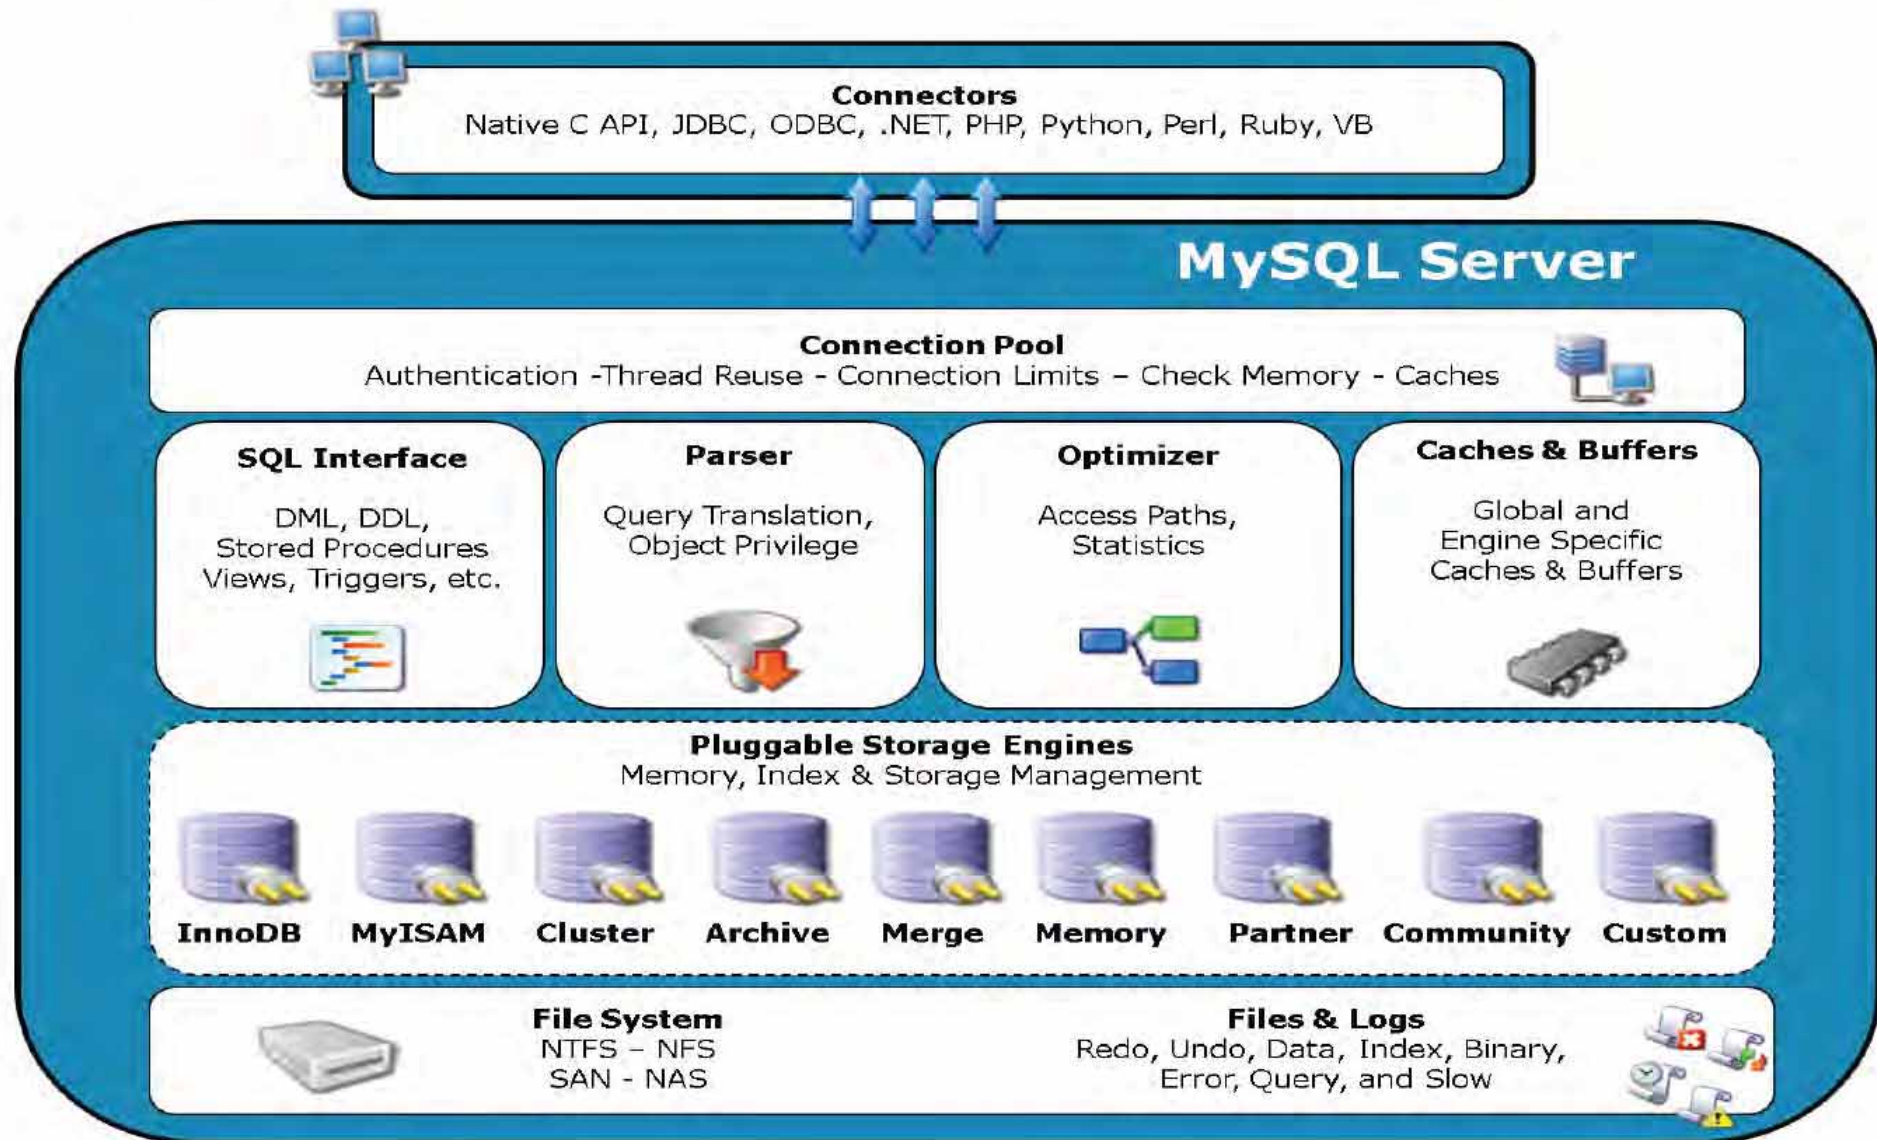 Connectors
Native C API, JDBC, ODBC, .NET, PHP, Python, Perl, Ruby, VB
MySQL Server
Connection Pool
Authentication -Thread Reuse - Connection Limits – Check Memory - Caches
SQL Interface
DML, DDL,
Stored Procedures
Views, Triggers, etc.
Parser
Query Translation,
Object Privilege
Optimizer
Access Paths,
Statistics
Caches & Buffers
Global and
Engine Specific
Caches & Buffers
Pluggable Storage Engines
Memory, Index & Storage Management
InnoDB MyISAM Cluster Archive Merge Memory Partner Community Custom
File System
NTFS – NFS
SAN - NAS
Files & Logs
Redo, Undo, Data, Index, Binary,
Error, Query, and Slow